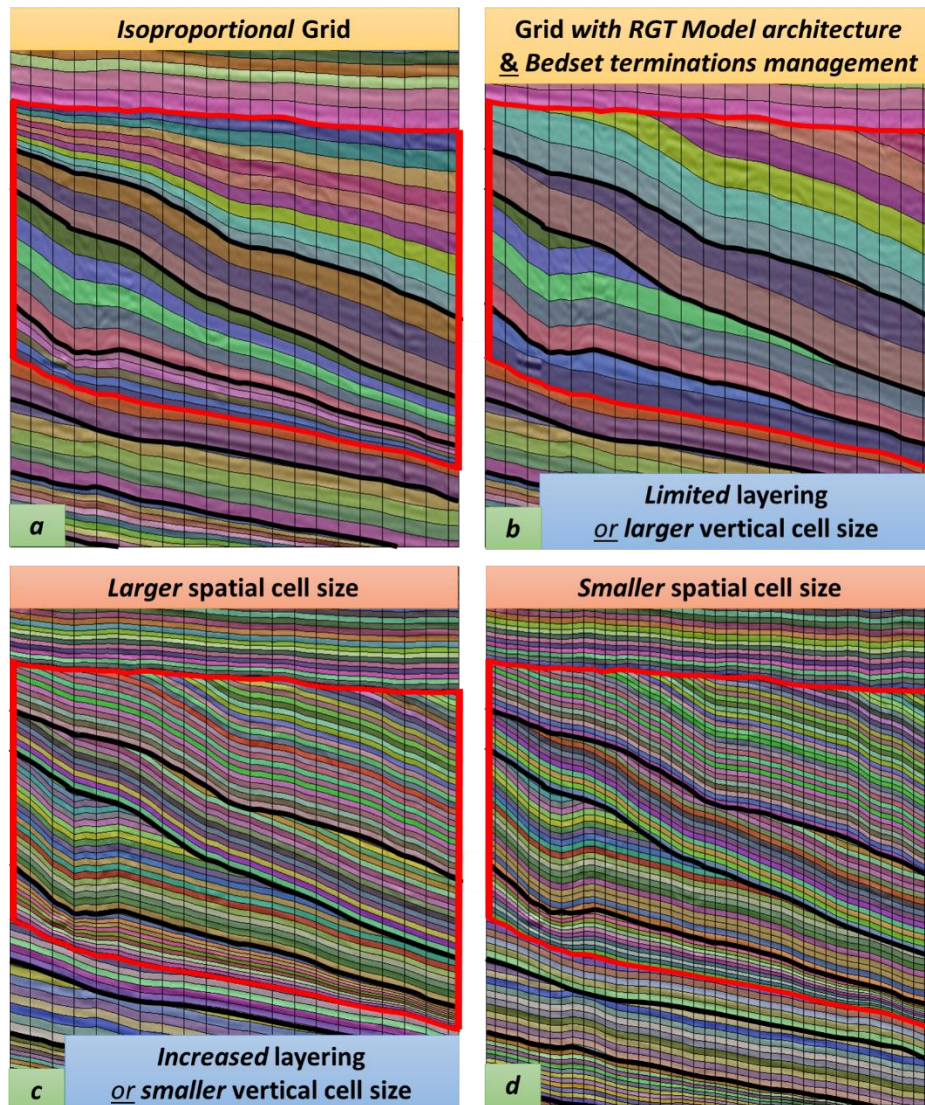 Isoproportional Grid
Grid with RGT Model architecture
& Bedset terminations management
a
b
Limited layering
or larger vertical cell size
Larger spatial cell size
Smaller spatial cell size
c
Increased layering
or smaller vertical cell size
d